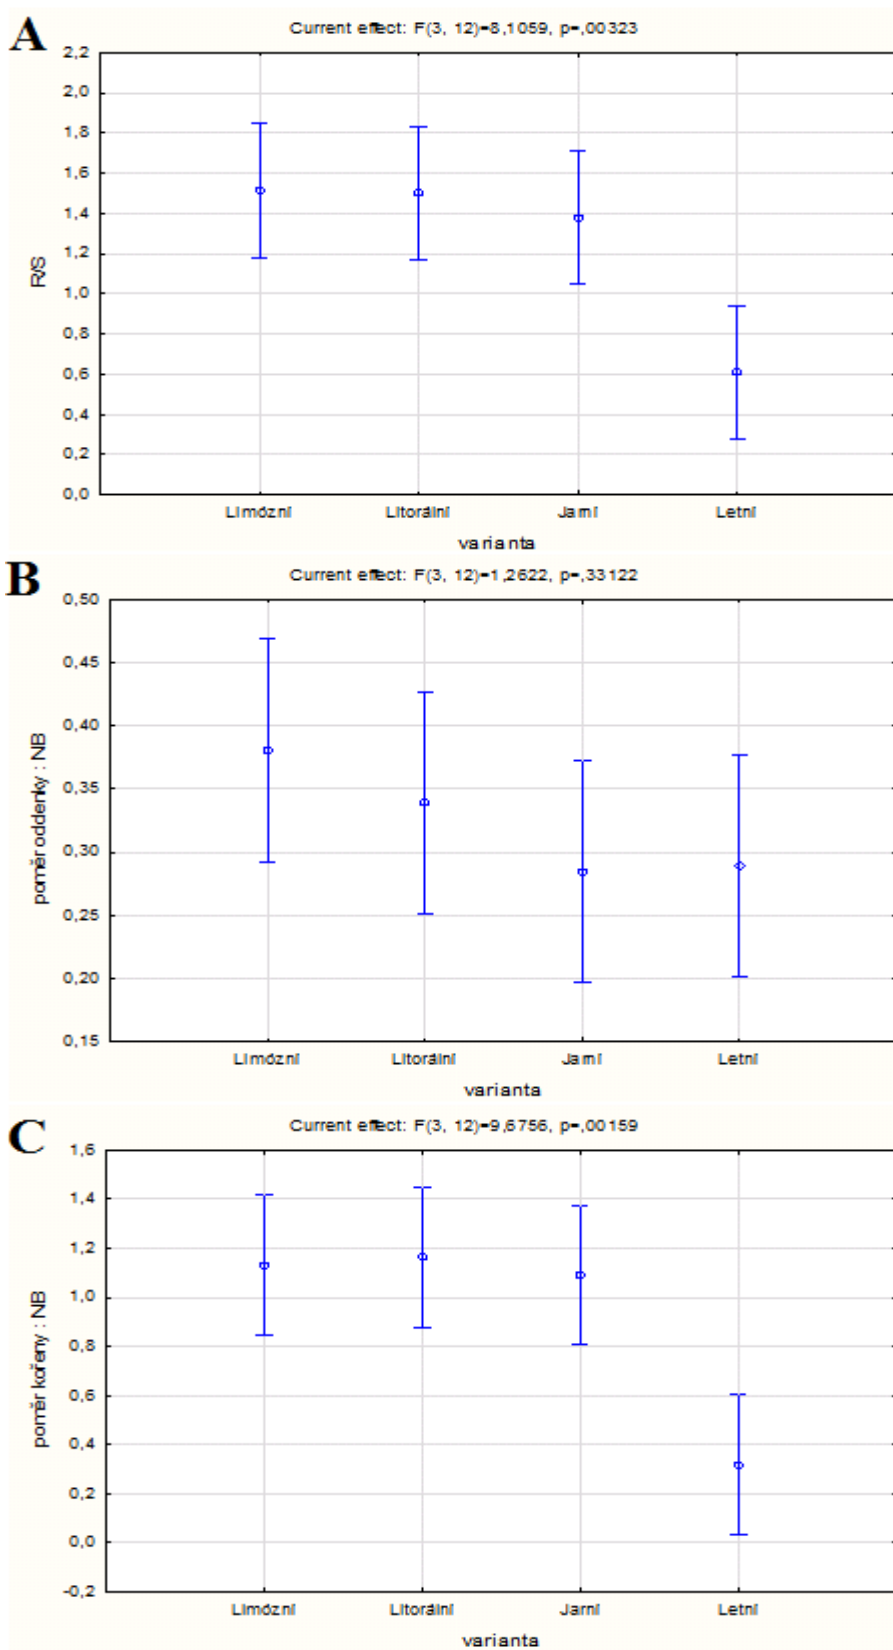 A
Current effect: F(3, 12)=8,1059, p=,00323
2,2
2,0
1,8
1,6
1,4
1,2
1,0
0,8
0,6
0,4
0,2
0,0
R/S
Limózní Litorální Jarní Letní
varianta
B
Current effect: F(3, 12)=1,2622, p=,33122
0,50
0,45
0,40
0,35
0,30
0,25
0,20
0,15
poměr oddenky : NB
Limózní Litorální Jarní Letní
varianta
C
Current effect: F(3, 12)=9,6756, p=,00159
1,6
1,4
1,2
1,0
0,8
0,6
0,4
0,2
0,0
-0,2
poměr kořeny : NB
Limózní Litorální Jarní Letní
varianta